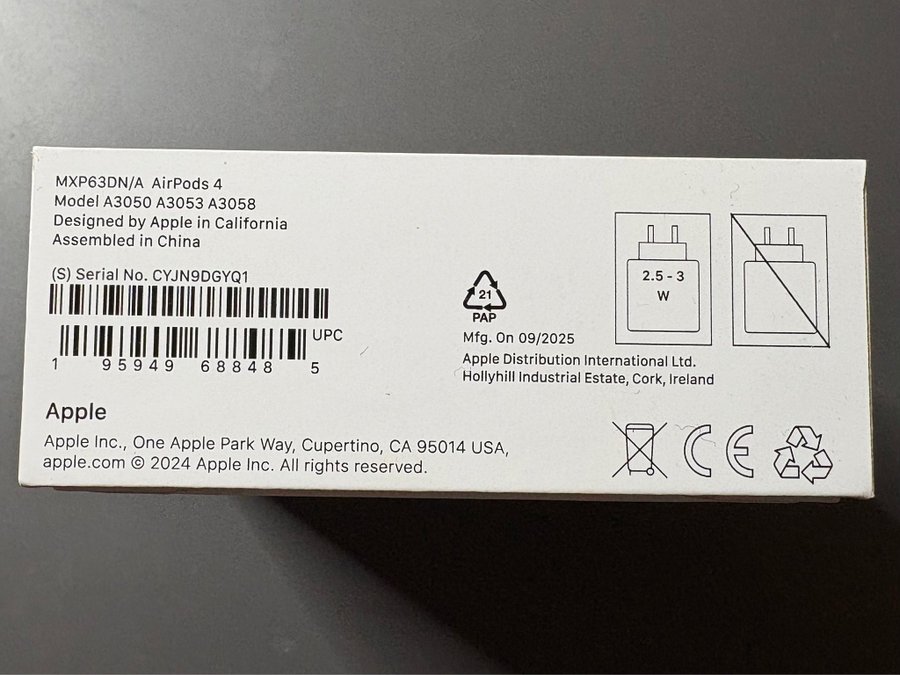 MXP63DN/A AirPods 4
Model A3050 A3053 A3058
Designed by Apple in California
Assembled in China
(S) Serial No. CYJN9DGYQ1
UPC
1 95949 68848 5
Apple
Apple Inc., One Apple Park Way, Cupertino, CA 95014 USA,
apple.com © 2024 Apple Inc. All rights reserved.
21
PAP
Mfg. On 09/2025
Apple Distribution International Ltd.
Hollyhill Industrial Estate, Cork, Ireland
2.5 - 3
W
CE